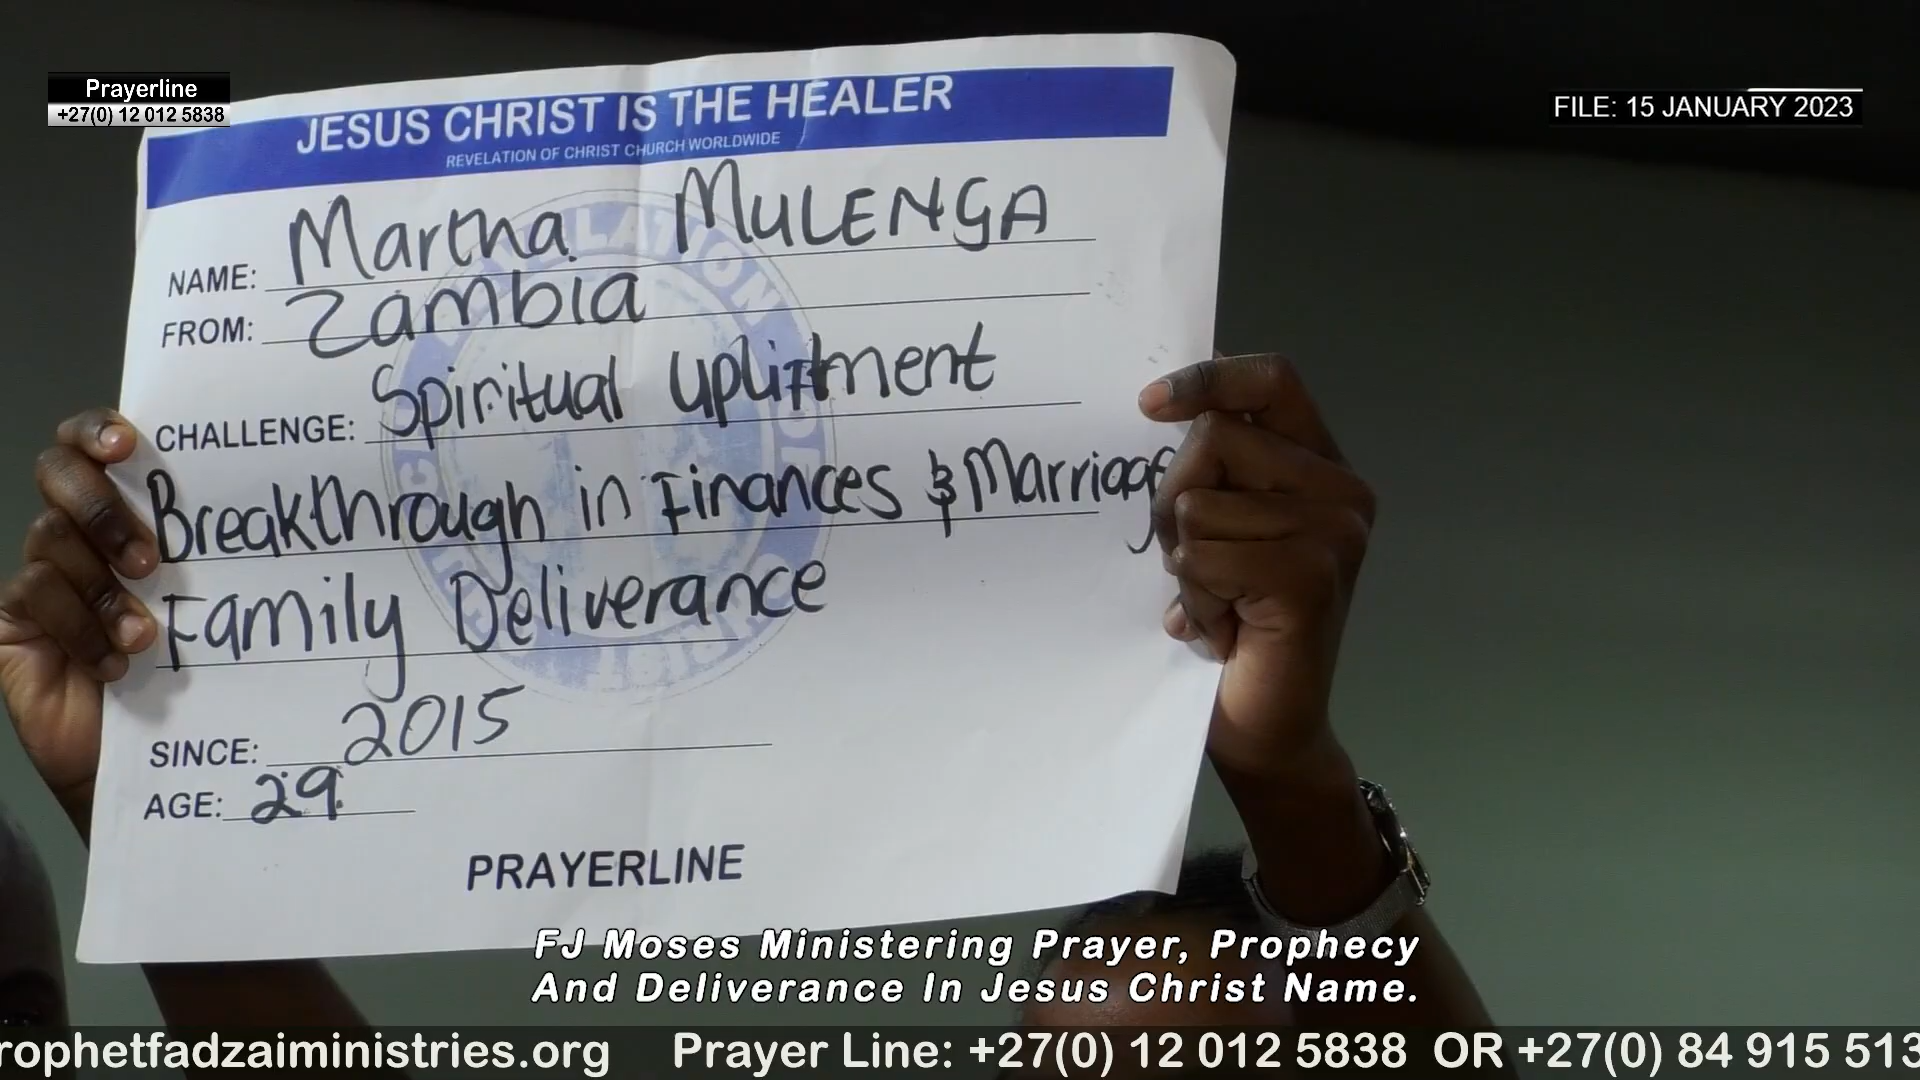 Prayerline
+27(0) 12 012 5838
FILE: 15 JANUARY 2023
JESUS CHRIST IS THE HEALER
REVELATION OF CHRIST CHURCH WORLDWIDE
NAME: Martha MULENGA
FROM: Zambia
CHALLENGE: Spiritual upliftment
Breakthrough in Finances & Marriage
Family Deliverance
SINCE: 2015
AGE: 29
PRAYERLINE
FJ Moses Ministering Prayer, Prophecy
And Deliverance In Jesus Christ Name.
rophetfadzaiministries.org Prayer Line: +27(0) 12 012 5838 OR +27(0) 84 915 513